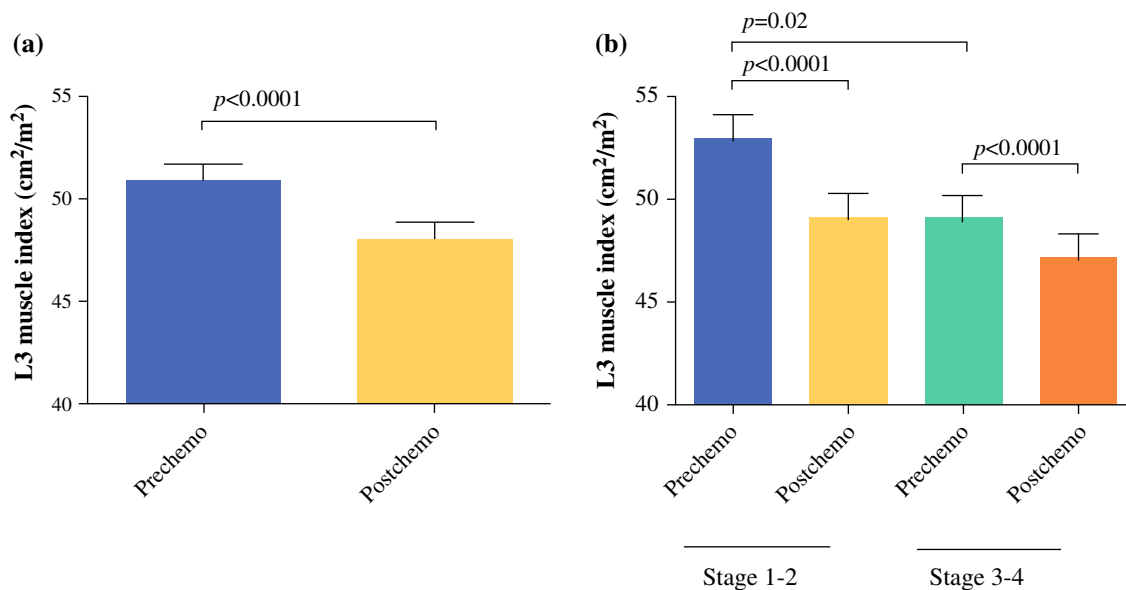 (a)
p<0.0001
L3 muscle index (cm²/m²)
55
50
45
40
Prechemo
Postchemo
(b)
p=0.02
p<0.0001
p<0.0001
L3 muscle index (cm²/m²)
55
50
45
40
Prechemo
Postchemo
Prechemo
Postchemo
Stage 1-2
Stage 3-4